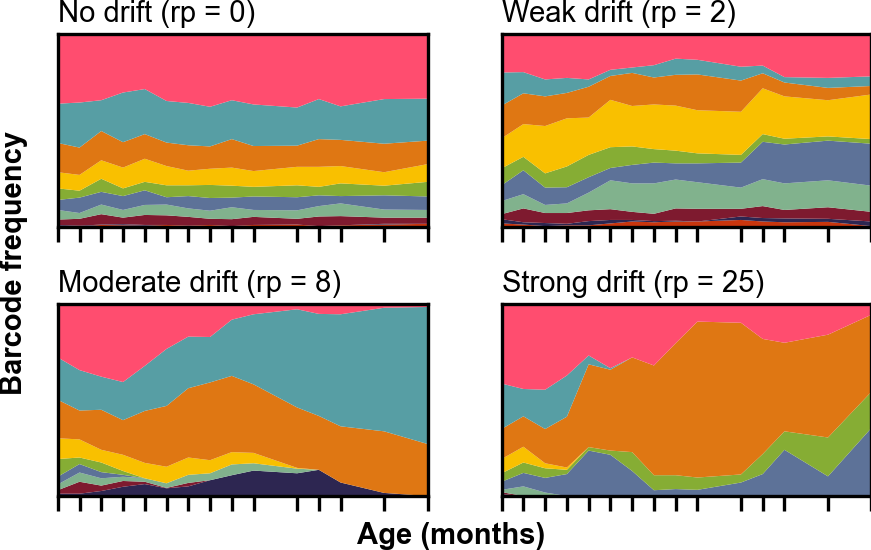 No drift (rp = 0)
Weak drift (rp = 2)
Moderate drift (rp = 8)
Strong drift (rp = 25)
Barcode frequency
Age (months)